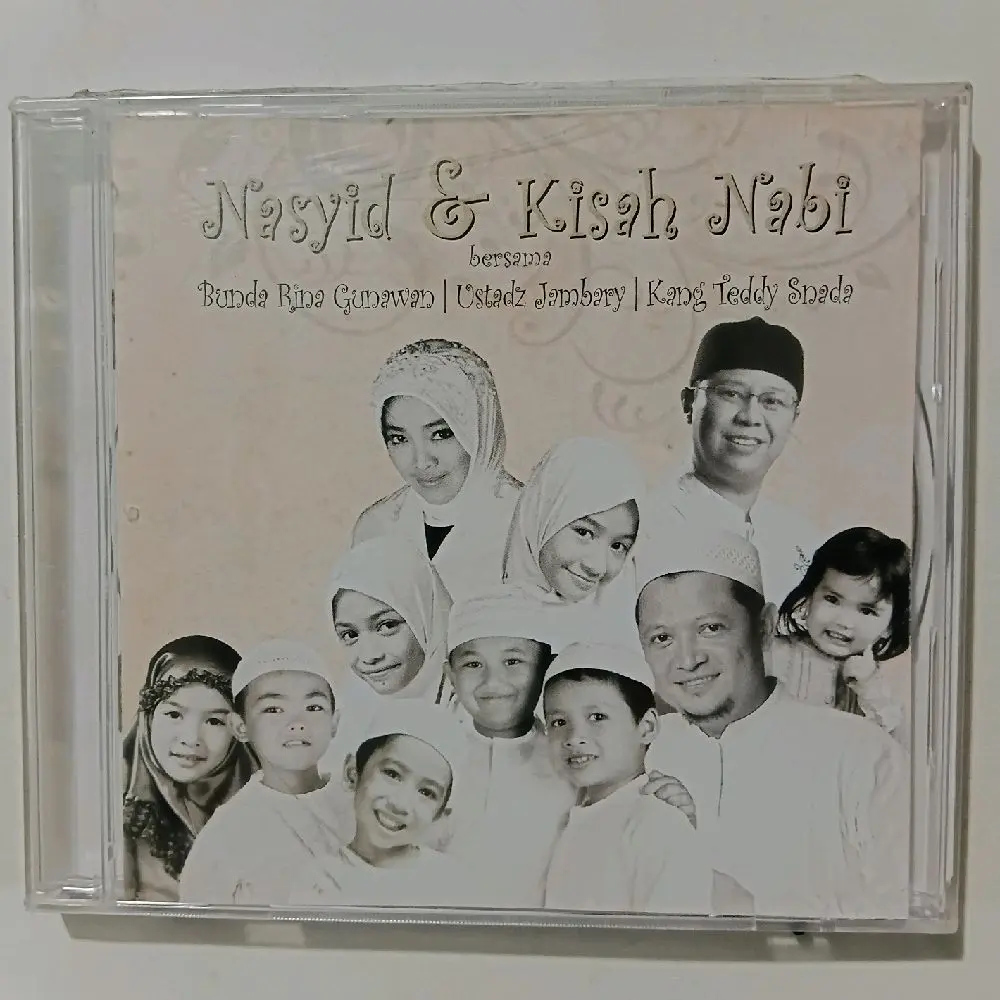 Nasyid & Kisah Nabi
bersama
Bunda Rina Gunawan | Ustadz Jambary | Kang Teddy Snada